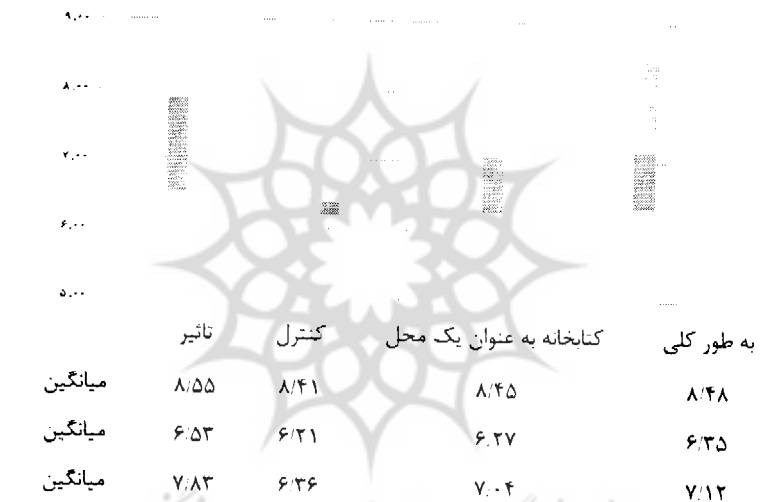 ۹,۰۰
۸,۰۰
۷,۰۰
۶,۰۰
۵,۰۰
تاثیر کنترل کتابخانه به عنوان یک محل به طور کلی
میانگین ۸/۵۵ ۸/۴۱ ۸/۴۵ ۸/۴۸
میانگین ۶/۵۳ ۶/۲۱ ۶,۲۷ ۶/۳۵
میانگین ۷/۸۳ ۶/۳۶ ۷,۰۴ ۷/۱۲